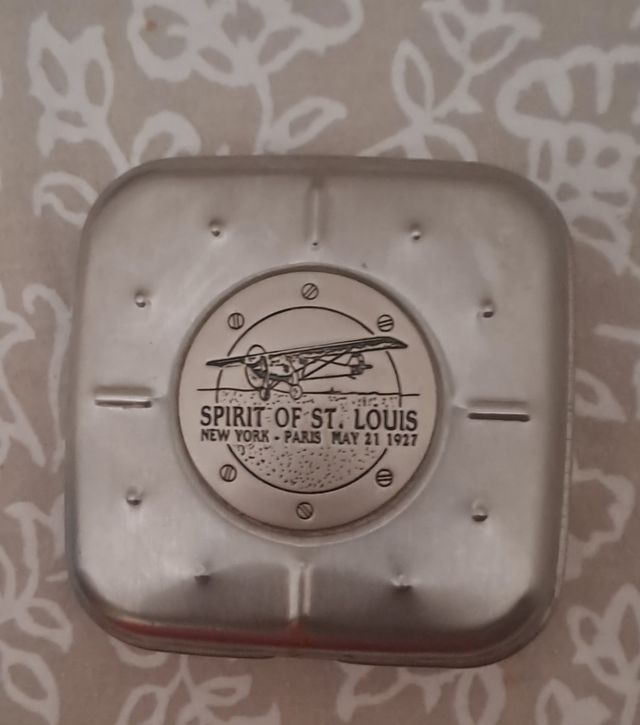 SPIRIT OF ST. LOUIS
NEW YORK - PARIS MAY 21 1927